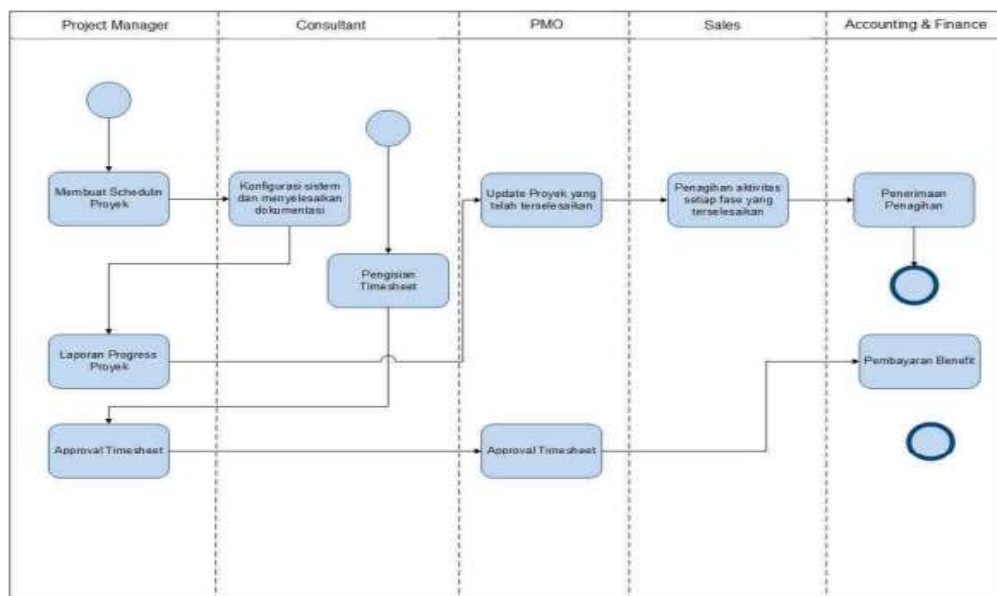 Project Manager
Consultant
PMO
Sales
Accounting & Finance
Membuat Schedulin
Proyek
Konfigurasi sistem
dan menyelesaikan
dokumentasi
Update Proyek yang
telah terselesaikan
Penagihan aktivitas
setiap fase yang
terselesaikan
Penerimaan
Penagihan
Pengisian
Timesheet
Laporan Progress
Proyek
Pembayaran Benefit
Approval Timesheet
Approval Timesheet